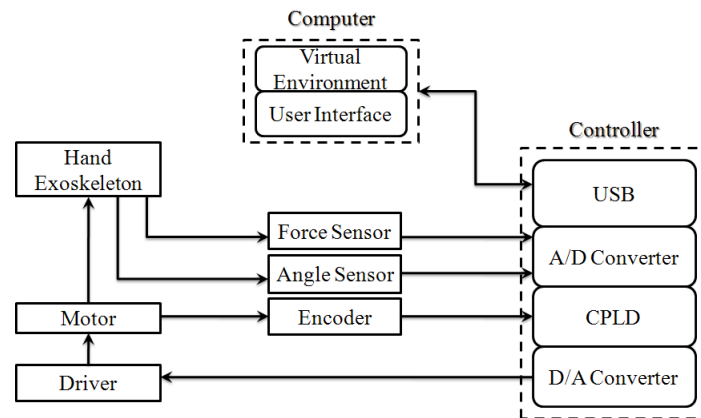 Computer
Virtual
Environment
User Interface
Controller
Hand
Exoskeleton
USB
Force Sensor
A/D Converter
Angle Sensor
Motor
Encoder
CPLD
Driver
D/A Converter